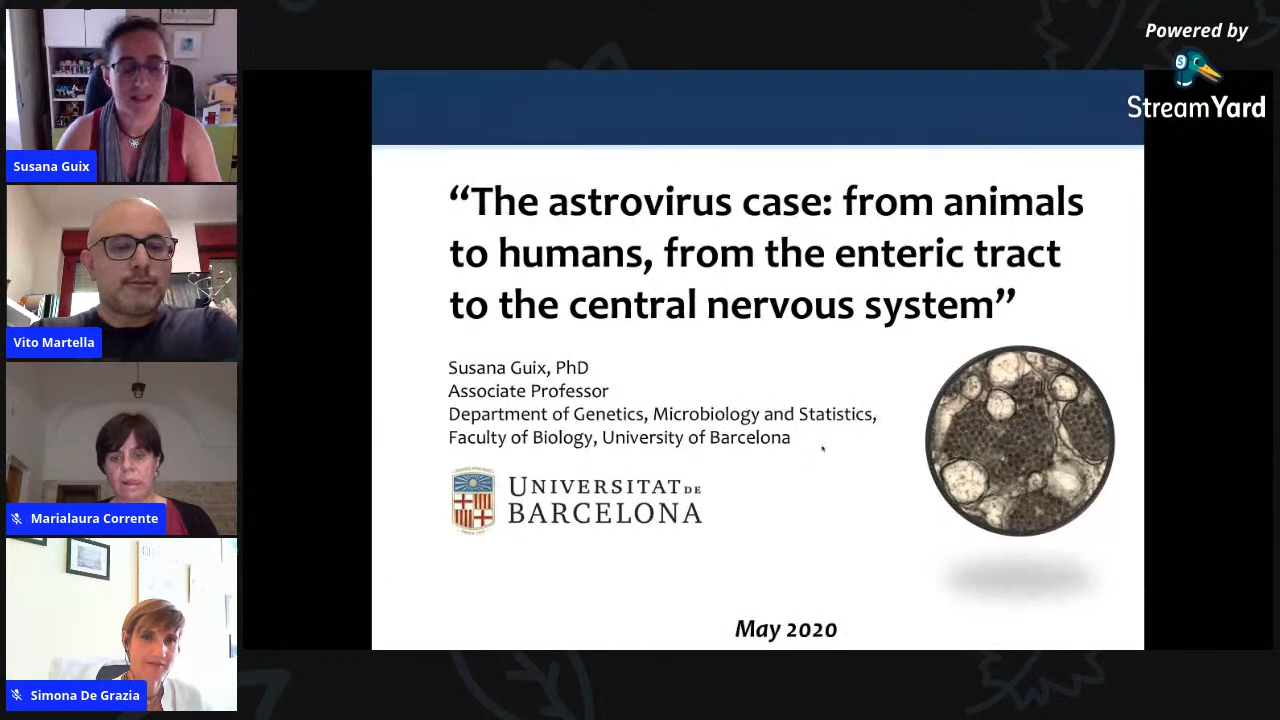 Susana Guix
Vito Martella
Marialaura Corrente
Simona De Grazia
Powered by
StreamYard
“The astrovirus case: from animals
to humans, from the enteric tract
to the central nervous system”
Susana Guix, PhD
Associate Professor
Department of Genetics, Microbiology and Statistics,
Faculty of Biology, University of Barcelona
UNIVERSITAT DE
BARCELONA
May 2020